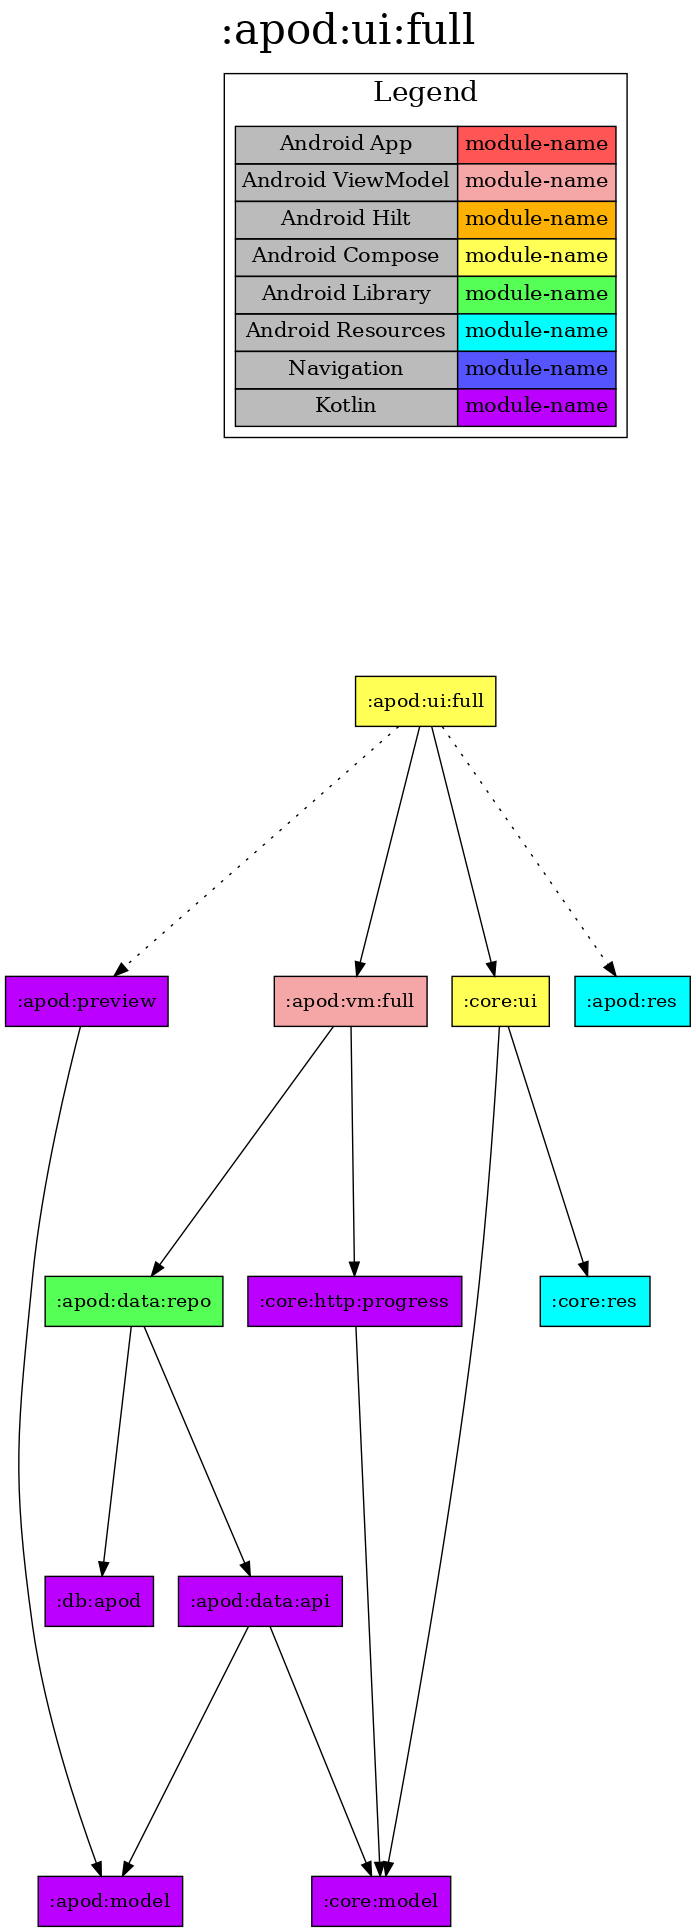 :apod:ui:full
Legend
Android App module-name
Android ViewModel module-name
Android Hilt module-name
Android Compose module-name
Android Library module-name
Android Resources module-name
Navigation module-name
Kotlin module-name
:apod:ui:full
:apod:preview
:apod:vm:full
:core:ui
:apod:res
:apod:data:repo
:core:http:progress
:core:res
:db:apod
:apod:data:api
:apod:model
:core:model